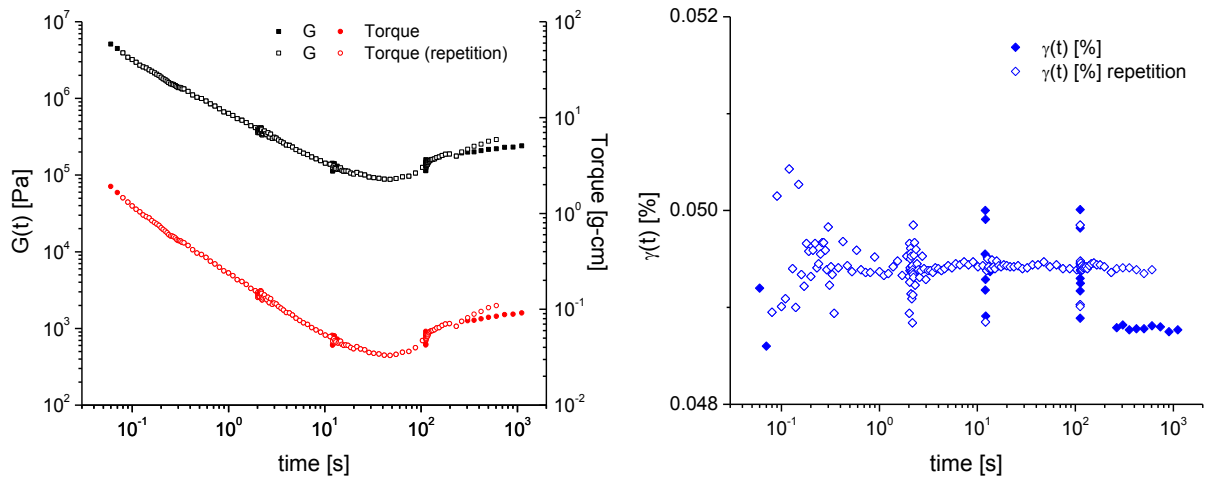 10^7
10^6
10^5
10^4
10^3
10^2
G(t) [Pa]
G Torque
G Torque (repetition)
10^2
10^1
10^0
10^-1
10^-2
Torque [g-cm]
10^-1 10^0 10^1 10^2 10^3
time [s]
0.052
0.050
0.048
γ(t) [%]
γ(t) [%]
γ(t) [%] repetition
10^-1 10^0 10^1 10^2 10^3
time [s]